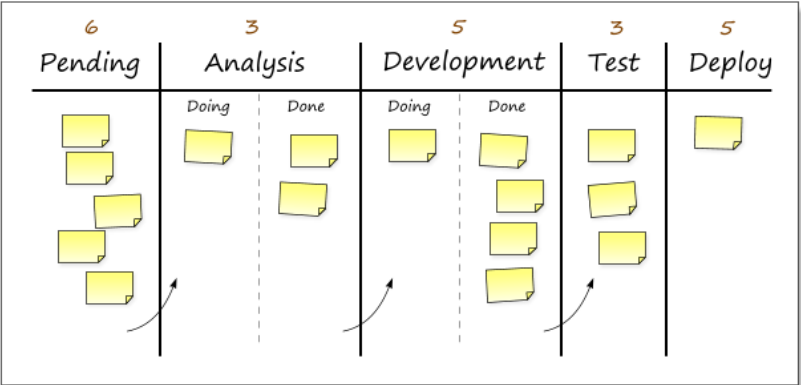 6 3 5 3 5
Pending Analysis Development Test Deploy
Doing Done Doing Done